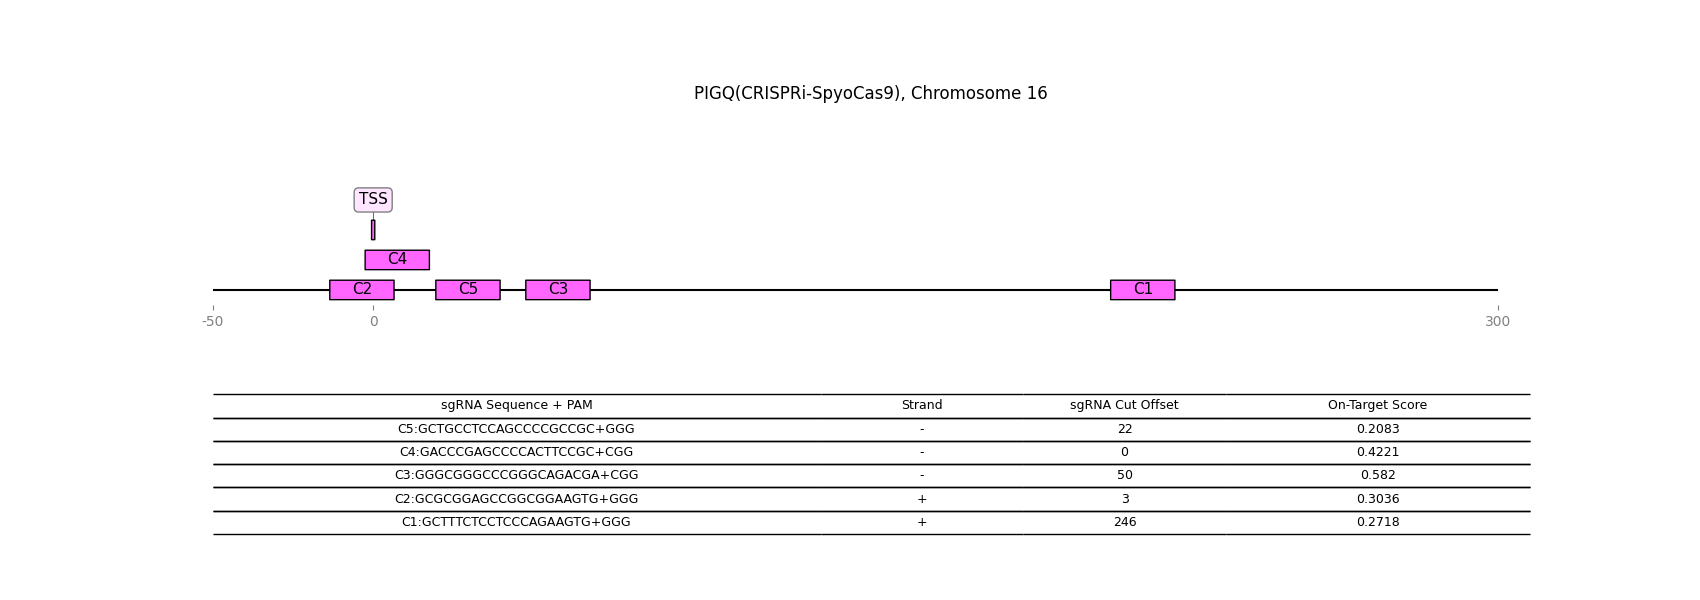 PIGQ(CRISPRi-SpyoCas9), Chromosome 16
TSS
C4
C2 C5 C3 C1
-50 0 300
sgRNA Sequence + PAM Strand sgRNA Cut Offset On-Target Score
C5:GCTGCCTCCAGCCCCGCCGC+GGG - 22 0.2083
C4:GACCCGAGCCCCACTTCCGC+CGG - 0 0.4221
C3:GGGCGGGCCCGGGCAGACGA+CGG - 50 0.582
C2:GCGCGGAGCCGGCGGAAGTG+GGG + 3 0.3036
C1:GCTTTCTCCTCCCAGAAGTG+GGG + 246 0.2718